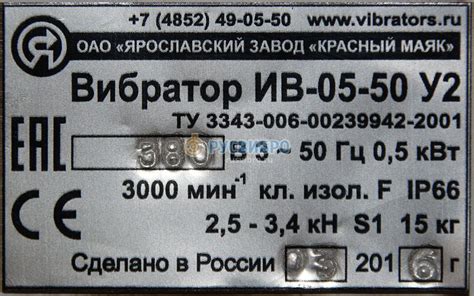 +7 (4852) 49-05-50 www.vibrators.ru
ОАО «ЯРОСЛАВСКИЙ ЗАВОД «КРАСНЫЙ МАЯК»
Вибратор ИВ-05-50 У2
ТУ 3343-006-00239942-2001
EAC 380 В 3 ~ 50 Гц 0,5 кВт
3000 мин⁻¹ кл. изол. F IP66
CE 2,5 - 3,4 кН S1 15 кг
Сделано в России 03 2016 г